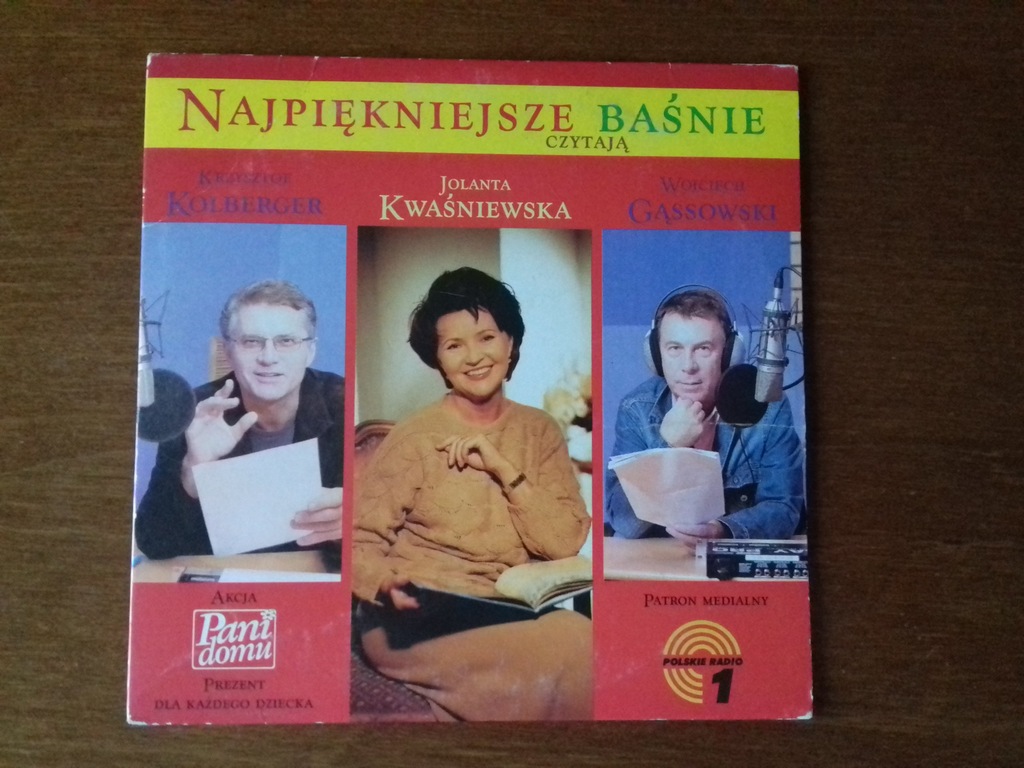 NAJPIĘKNIEJSZE BAŚNIE
CZYTAJĄ
KRZYSZTOF
KOLBERGER
JOLANTA
KWAŚNIEWSKA
WOJCIECH
GĄSSOWSKI
AKCJA
Pani
domu
PREZENT
DLA KAŻDEGO DZIECKA
PATRON MEDIALNY
POLSKIE RADIO
1